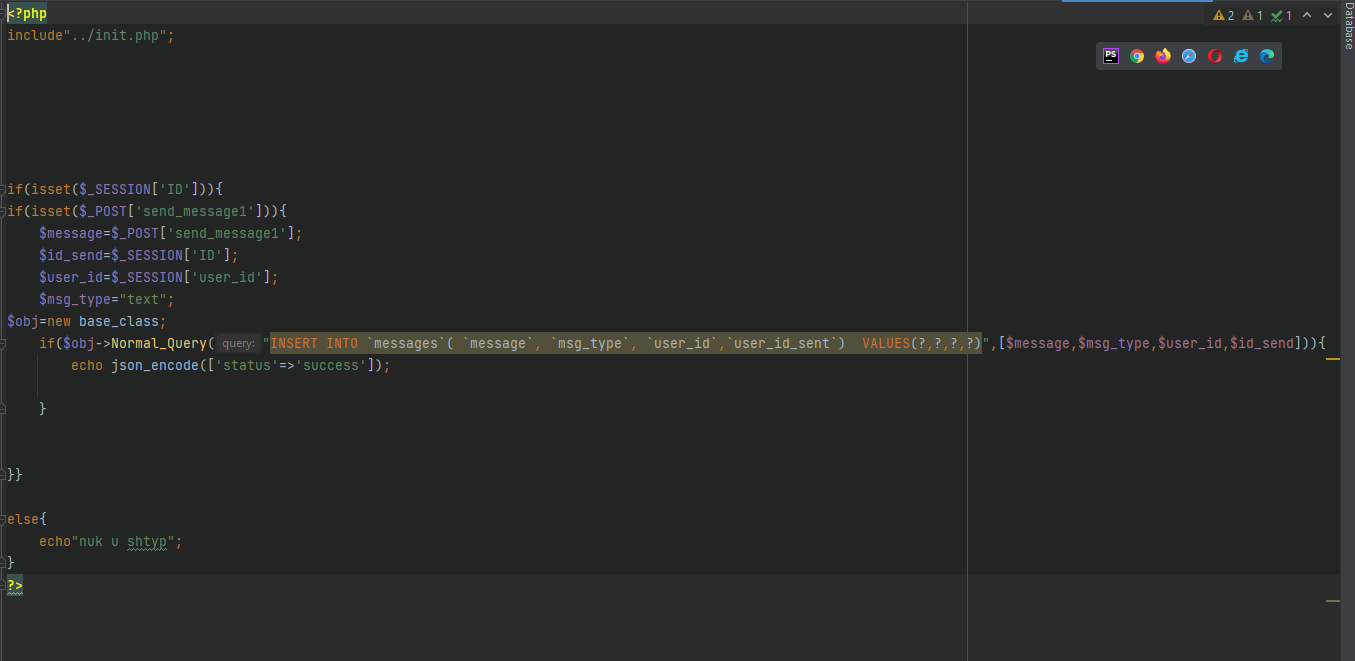 <?php
2 1 1
include"../init.php";
Database
PS
if(isset($_SESSION['ID'])){
if(isset($_POST['send_message1'])){
$message=$_POST['send_message1'];
$id_send=$_SESSION['ID'];
$user_id=$_SESSION['user_id'];
$msg_type="text";
$obj=new base_class;
if($obj->Normal_Query( query: "INSERT INTO `messages`( `message`, `msg_type`, `user_id`,`user_id_sent`)  VALUES(?,?,?,?)",[$message,$msg_type,$user_id,$id_send])){
echo json_encode(['status'=>'success']);
}
}}
else{
echo"nuk u shtyp";
}
?>